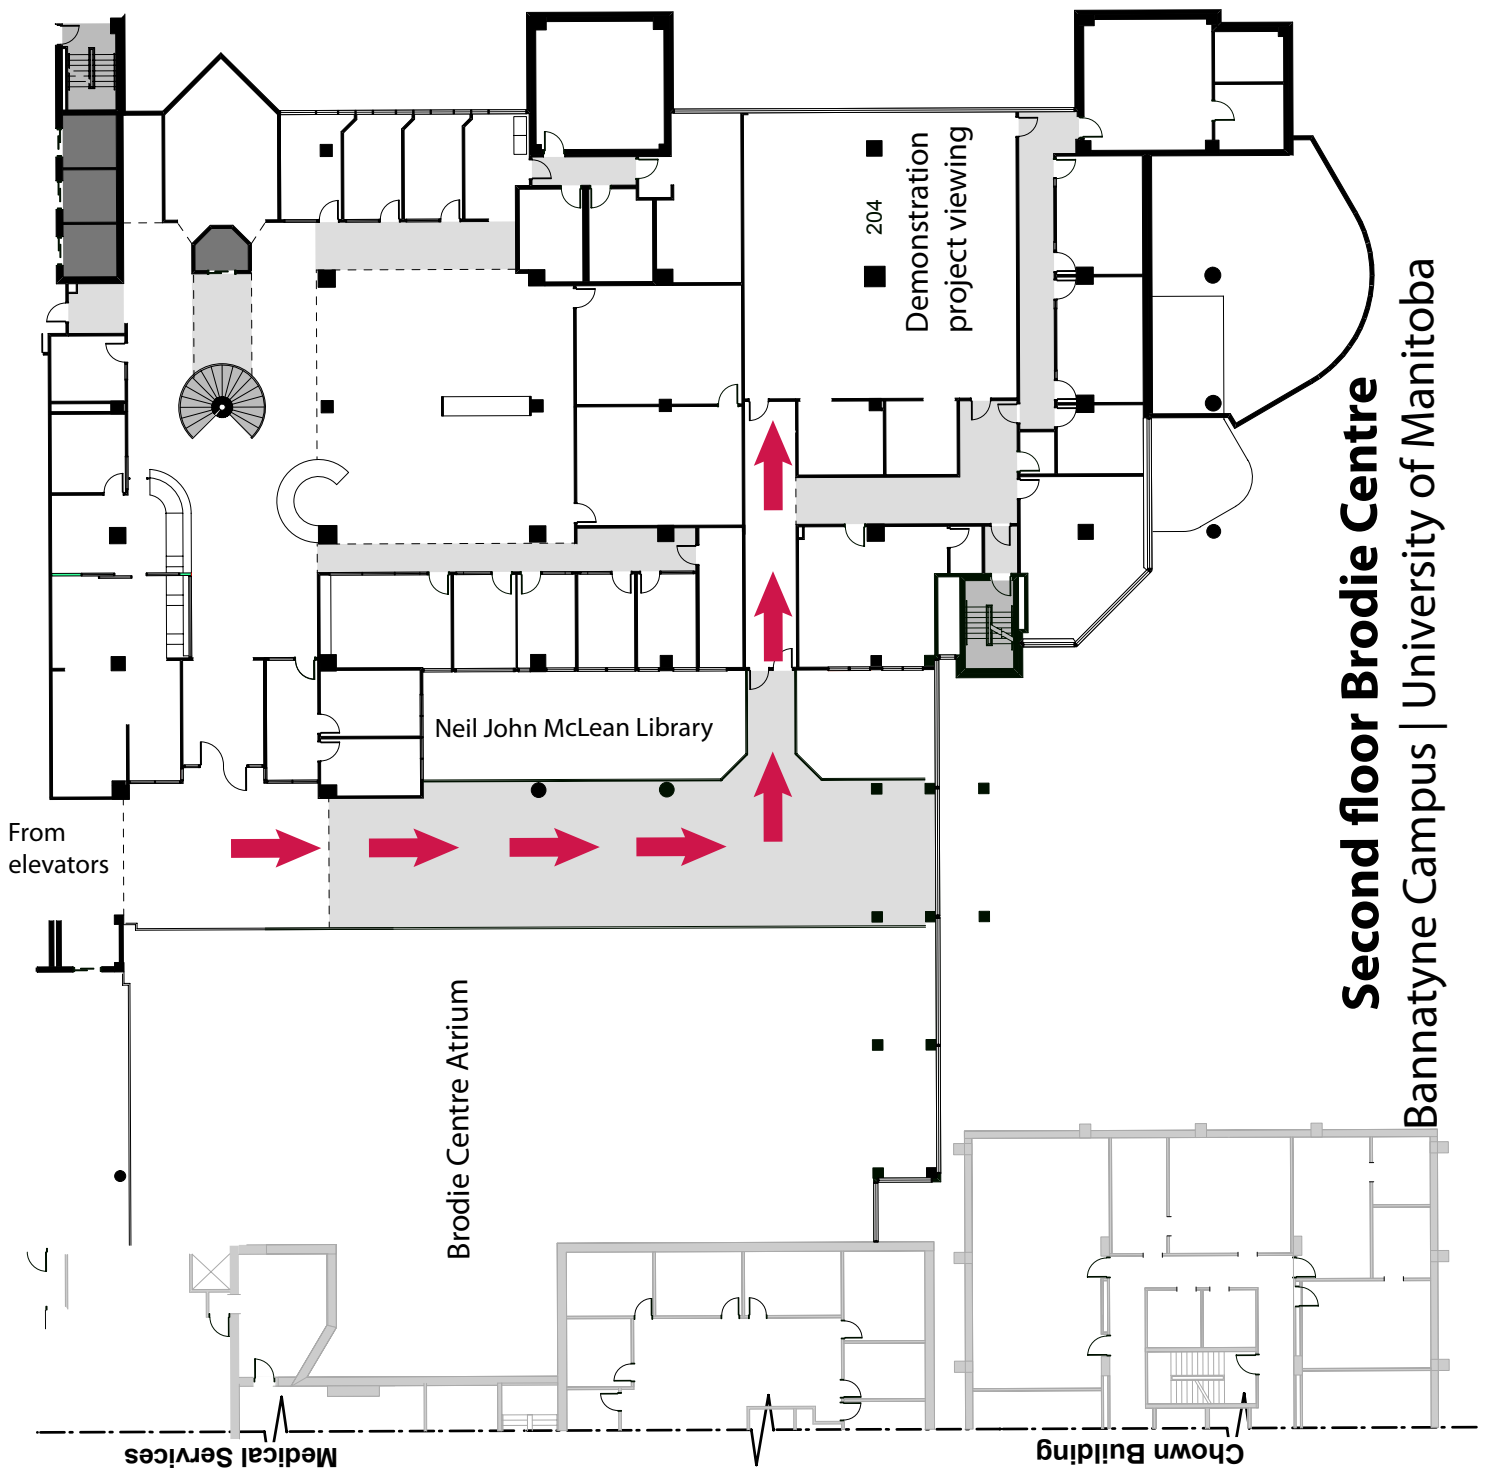 204
Demonstration
project viewing
Neil John McLean Library
From
elevators
Brodie Centre Atrium
Second floor Brodie Centre
Bannatyne Campus | University of Manitoba
Medical Services
Chown Building